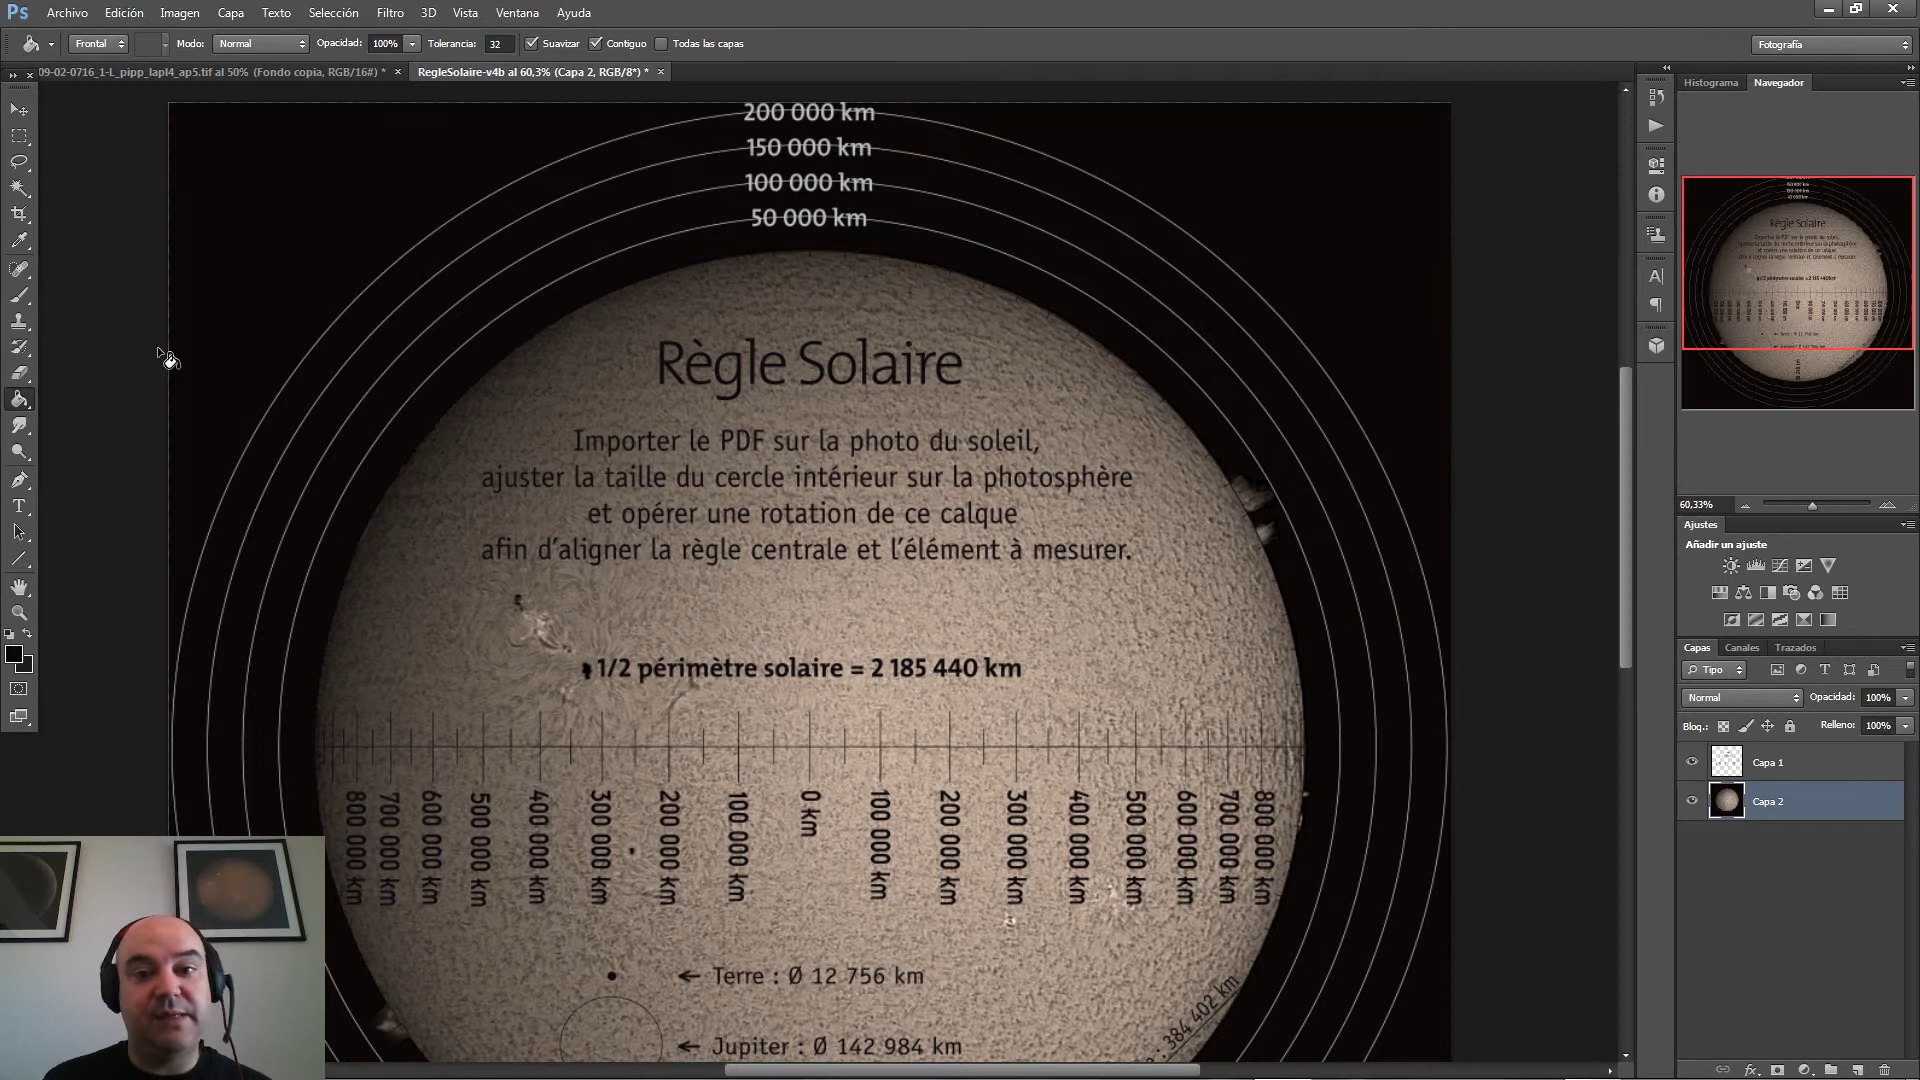 Ps Archivo Edición Imagen Capa Texto Selección Filtro 3D Vista Ventana Ayuda
Frontal Modo: Normal Opacidad: 100% Tolerancia: 32 Suavizar Contiguo Todas las capas Fotografía
09-02-0716_1-L_pipp_lapl4_ap5.tif al 50% (Fondo copia, RGB/16#) * × RegleSolaire-v4b al 60,3% (Capa 2, RGB/8*) * ×
Histograma Navegador
200 000 km
150 000 km
100 000 km
50 000 km
Règle Solaire
Importer le PDF sur la photo du soleil,
ajuster la taille du cercle intérieur sur la photosphère
et opérer une rotation de ce calque
afin d'aligner la règle centrale et l'élément à mesurer.
1/2 périmètre solaire = 2 185 440 km
800 000 km
700 000 km
600 000 km
500 000 km
400 000 km
300 000 km
200 000 km
100 000 km
0 km
100 000 km
200 000 km
300 000 km
400 000 km
500 000 km
600 000 km
700 000 km
800 000 km
← Terre : Ø 12 756 km
← Jupiter : Ø 142 984 km
: 384 402 km
60,33%
Ajustes
Añadir un ajuste
Capas Canales Trazados
Tipo
Normal Opacidad: 100%
Bloq.: Relleno: 100%
Capa 1
Capa 2
fx